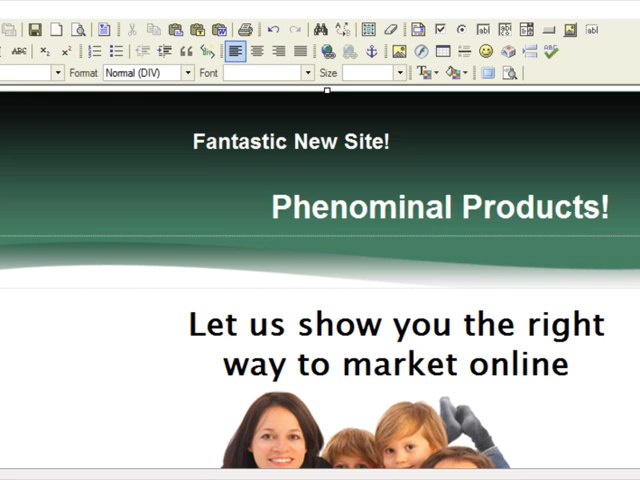 Format Normal (DIV) Font Size
Fantastic New Site!
Phenominal Products!
Let us show you the right
way to market online